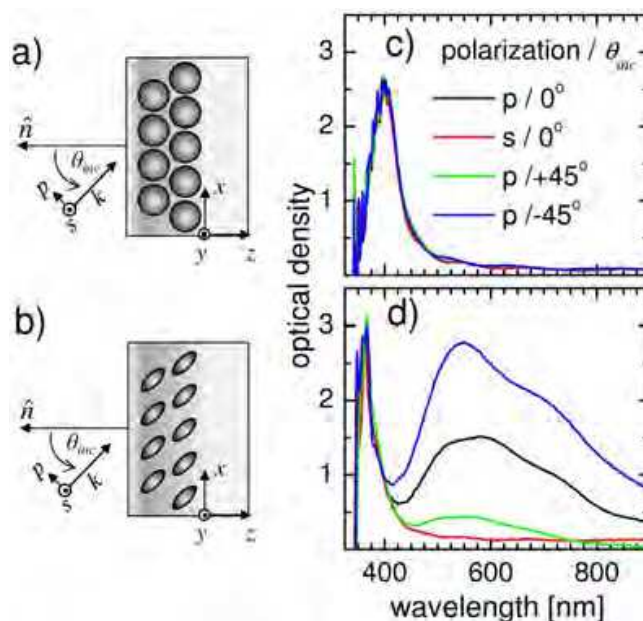 a)
n̂
θinc
p
s
k
x
y
z
b)
n̂
θinc
p
s
k
x
y
z
optical density
3
2
1
c)
polarization / θinc
p / 0°
s / 0°
p / +45°
p / -45°
3
2
1
d)
400 600 800
wavelength [nm]